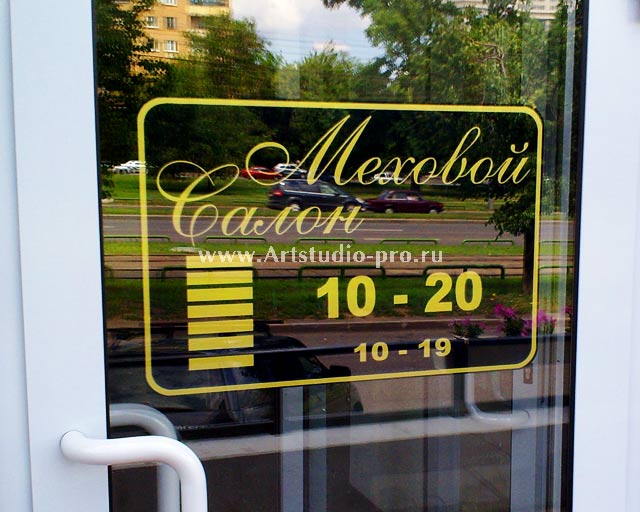 Меховой
Салон
www.Artstudio-pro.ru
10 - 20
10 - 19